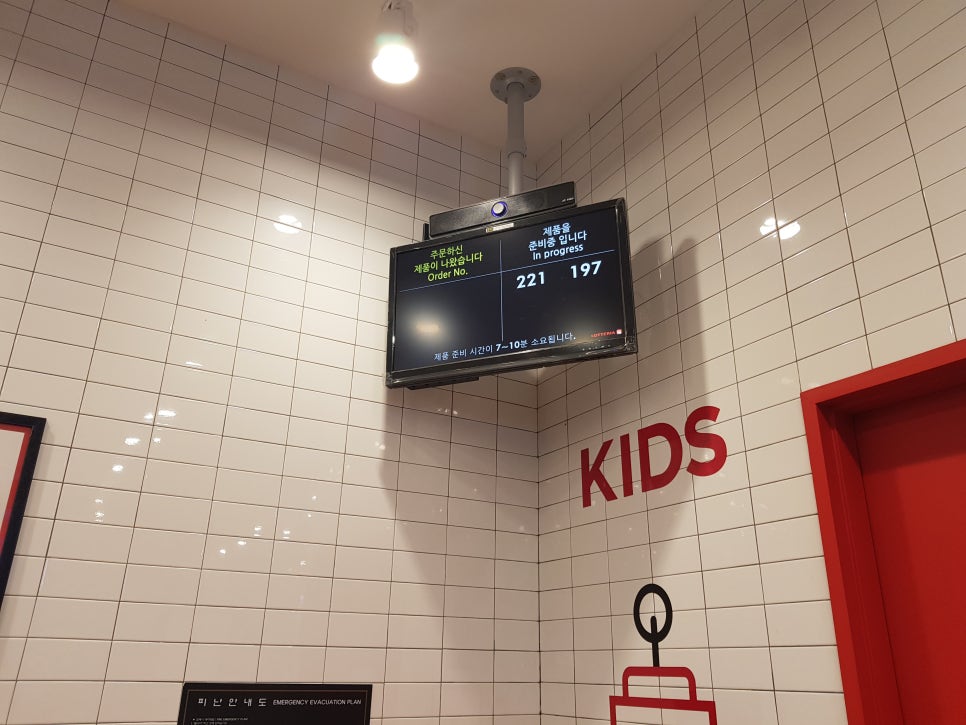 주문하신
제품이 나왔습니다
Order No.
제품을
준비중 입니다
In progress
221 197
제품 준비 시간이 7~10분 소요됩니다.
LOTTERIA
KIDS
피난안내도 EMERGENCY EVACUATION PLAN